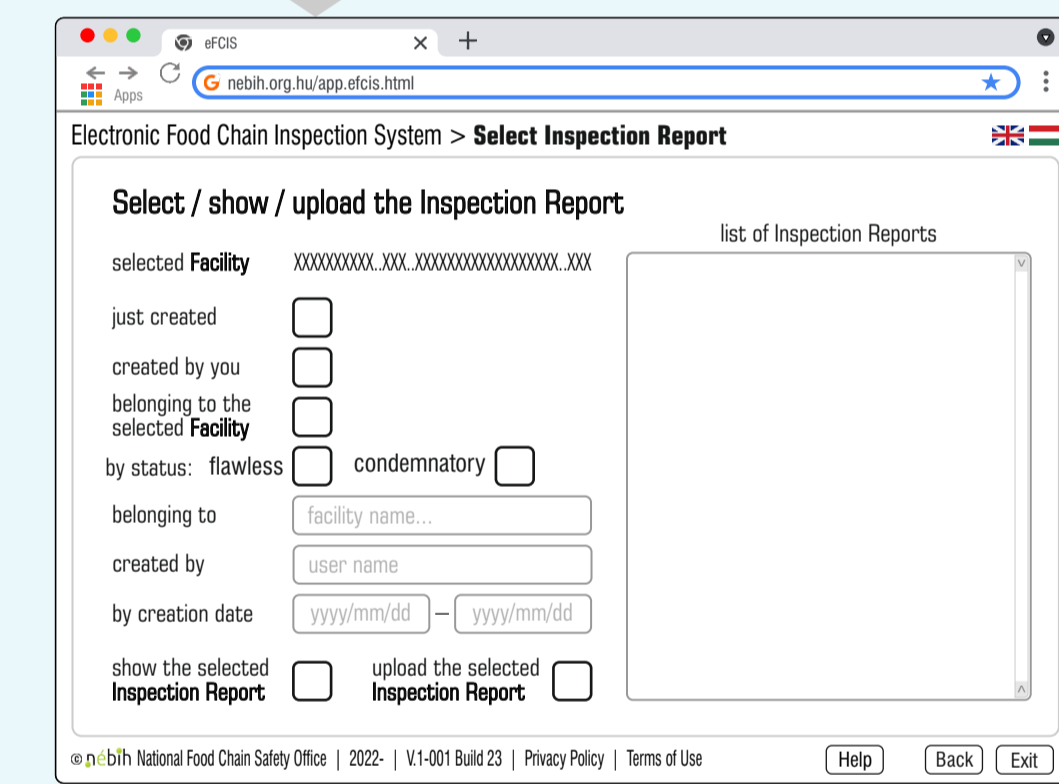 eFCIS
Apps
nebih.org.hu/app.efcis.html
Electronic Food Chain Inspection System > Select Inspection Report
Select / show / upload the Inspection Report
list of Inspection Reports
selected Facility XXXXXXXXXX..XXX..XXXXXXXXXXXXXXXXXX..XXX
just created
created by you
belonging to the
selected Facility
by status: flawless condemnatory
belonging to facility name...
created by user name
by creation date yyyy/mm/dd – yyyy/mm/dd
show the selected
Inspection Report
upload the selected
Inspection Report
© nébih National Food Chain Safety Office | 2022- | V.1-001 Build 23 | Privacy Policy | Terms of Use Help Back Exit